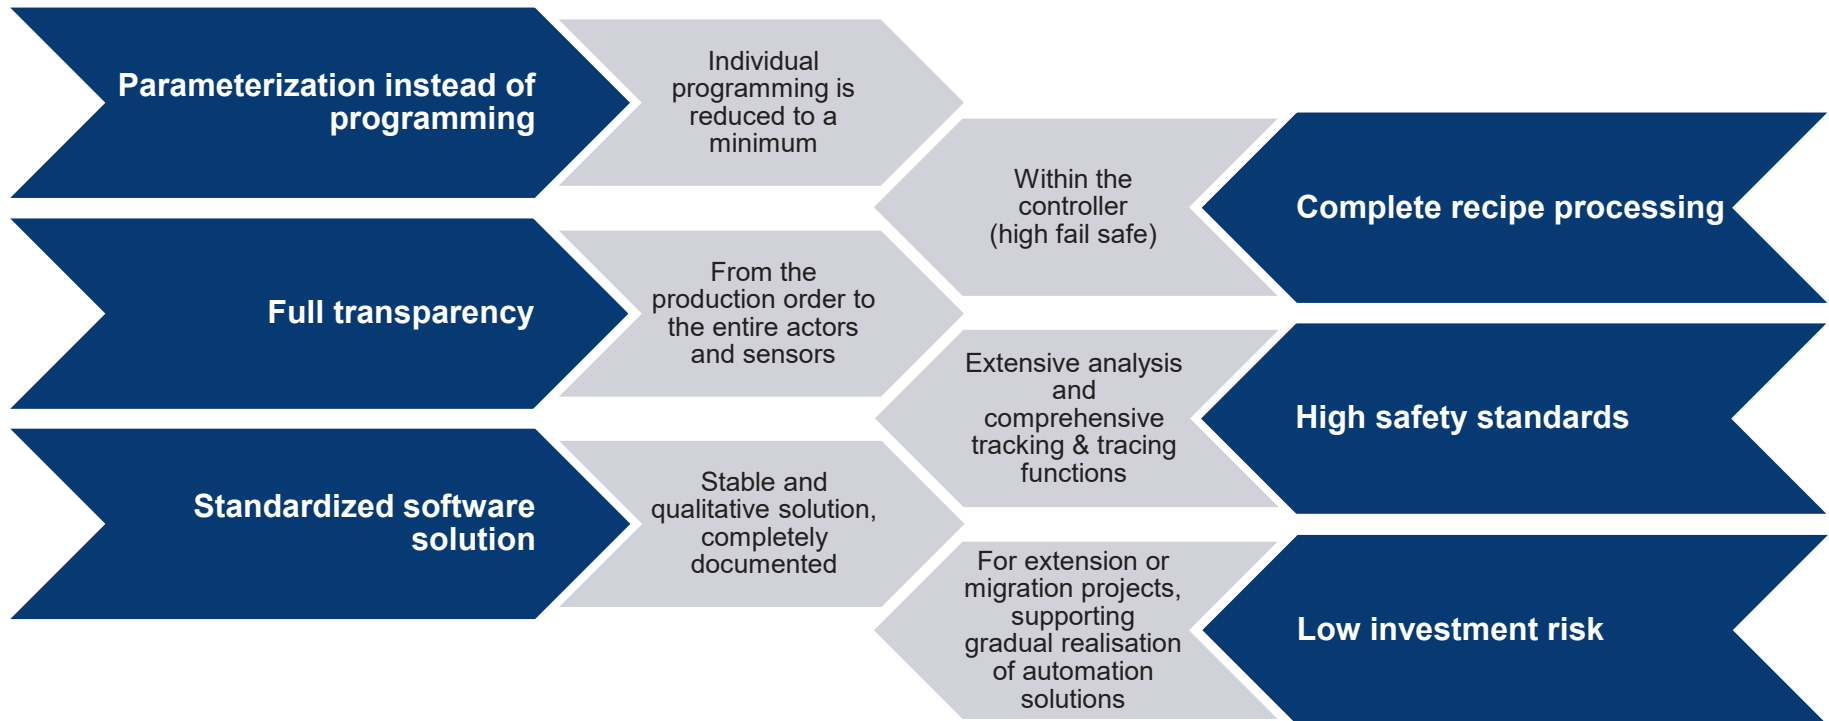 Parameterization instead of
programming
Individual
programming is
reduced to a
minimum
Within the
controller
(high fail safe)
Complete recipe processing
Full transparency
From the
production order to
the entire actors
and sensors
Extensive analysis
and
comprehensive
tracking & tracing
functions
High safety standards
Standardized software
solution
Stable and
qualitative solution,
completely
documented
For extension or
migration projects,
supporting
gradual realisation
of automation
solutions
Low investment risk